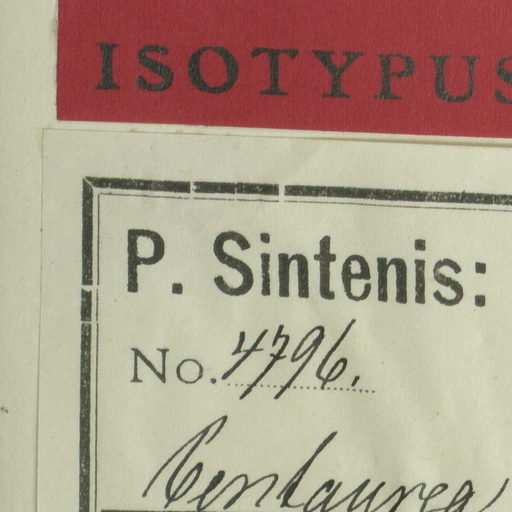 ISOTYPUS
P. Sintenis:
No. 4796.
Centaurea